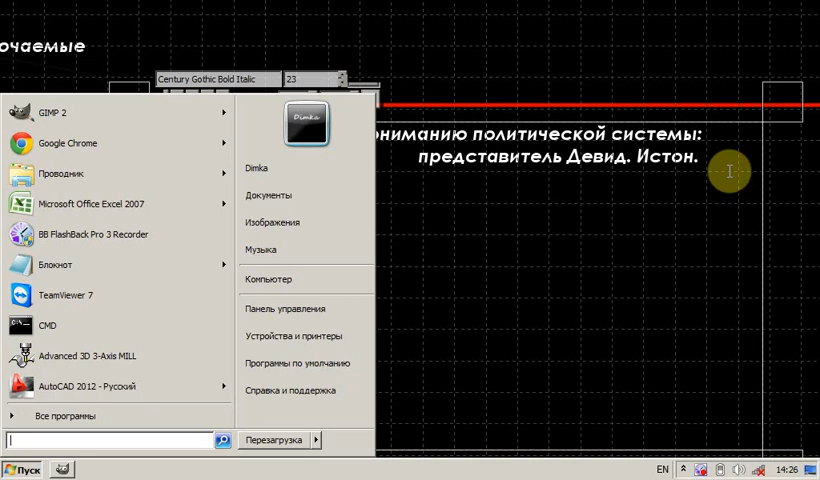 очаемые
Century Gothic Bold Italic 23
ониманию политической системы:
представитель Девид. Истон.
GIMP 2
Google Chrome
Проводник
Microsoft Office Excel 2007
BB FlashBack Pro 3 Recorder
Блокнот
TeamViewer 7
CMD
Advanced 3D 3-Axis MILL
AutoCAD 2012 - Русский
Все программы
Dimka
Dimka
Документы
Изображения
Музыка
Компьютер
Панель управления
Устройства и принтеры
Программы по умолчанию
Справка и поддержка
Перезагрузка
Пуск
EN
14:26